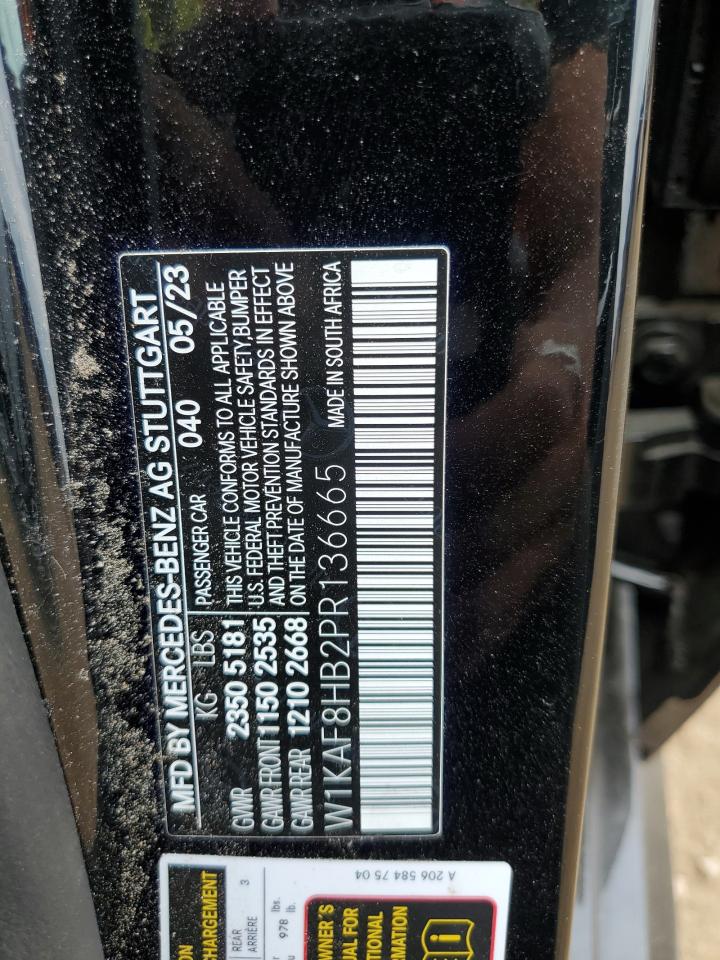 MFD BY MERCEDES-BENZ AG STUTTGART
KG LBS PASSENGER CAR 040 05/23
GVWR 2350 5181 THIS VEHICLE CONFORMS TO ALL APPLICABLE
GAWR FRONT 1150 2535 U.S. FEDERAL MOTOR VEHICLE SAFETY,BUMPER
GAWR REAR 1210 2668 AND THEFT PREVENTION STANDARDS IN EFFECT
ON THE DATE OF MANUFACTURE SHOWN ABOVE
W1KAF8HB2PR136665 MADE IN SOUTH AFRICA
CHARGEMENT
REAR 3
ARRIÈRE
978 lbs.
lb.
OWNER'S
FOR
A 206 584 75 04